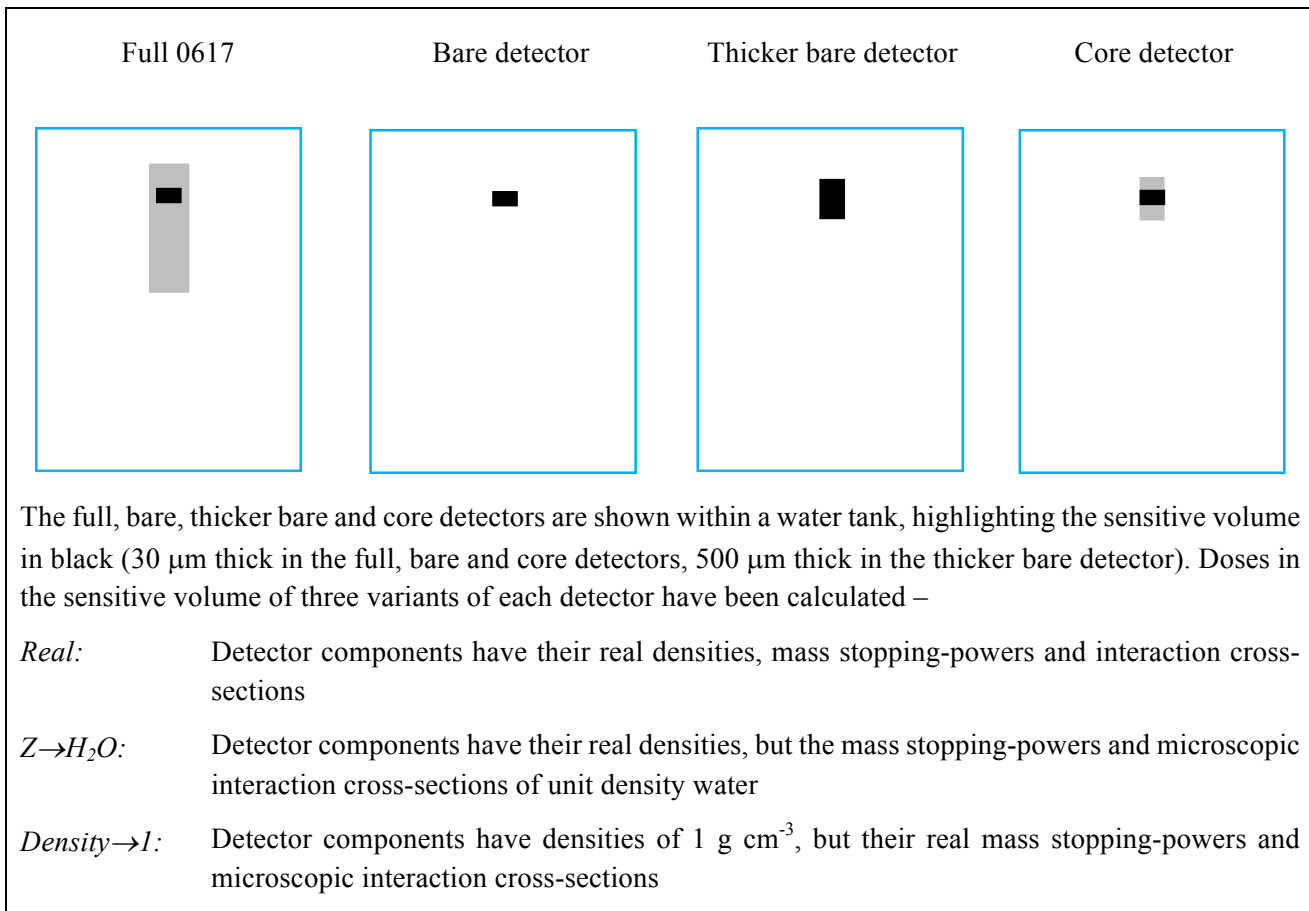 Full 0617 Bare detector Thicker bare detector Core detector
The full, bare, thicker bare and core detectors are shown within a water tank, highlighting the sensitive volume
in black (30 μm thick in the full, bare and core detectors, 500 μm thick in the thicker bare detector). Doses in
the sensitive volume of three variants of each detector have been calculated –
Real: Detector components have their real densities, mass stopping-powers and interaction cross-
sections
Z→H₂O: Detector components have their real densities, but the mass stopping-powers and microscopic
interaction cross-sections of unit density water
Density→1: Detector components have densities of 1 g cm⁻³, but their real mass stopping-powers and
microscopic interaction cross-sections